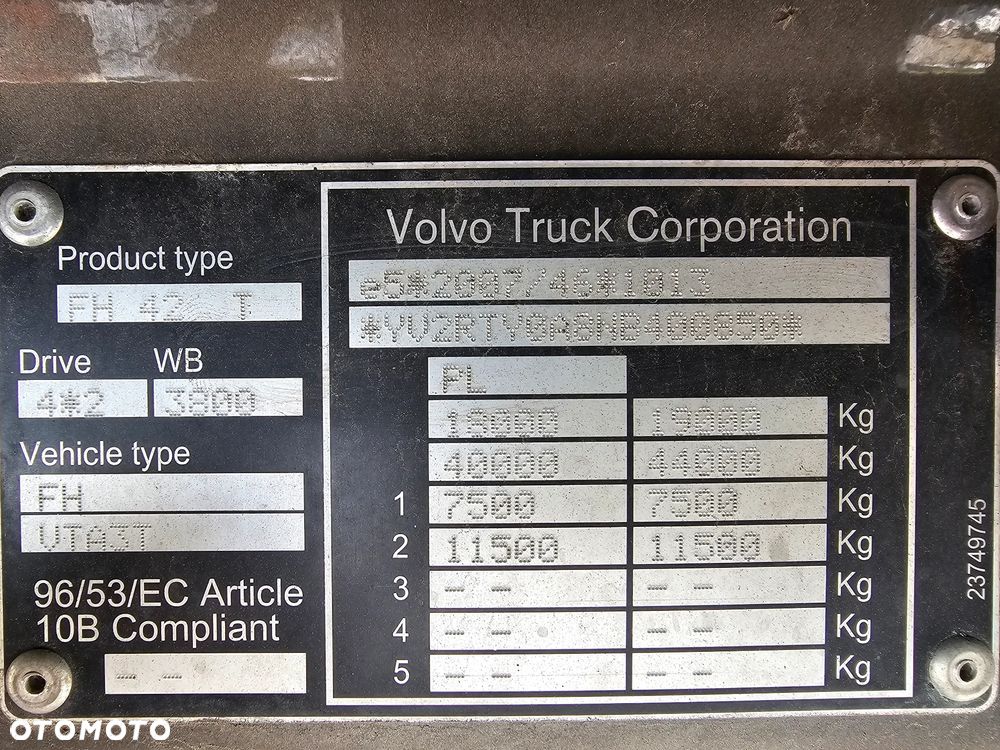 Volvo Truck Corporation
Product type
FH 42 T
e5*2007/46*1013
*YV2RTY0A8NB400850*
Drive WB
4*2 3800
PL
18000 19000 Kg
Vehicle type
40000 44000 Kg
FH
1 7500 7500 Kg
VTA3T
2 11500 11500 Kg
96/53/EC Article
10B Compliant
-- --
3 -- -- -- -- Kg
4 -- -- -- -- Kg
5 -- -- -- -- Kg
23749745
OTOMOTO